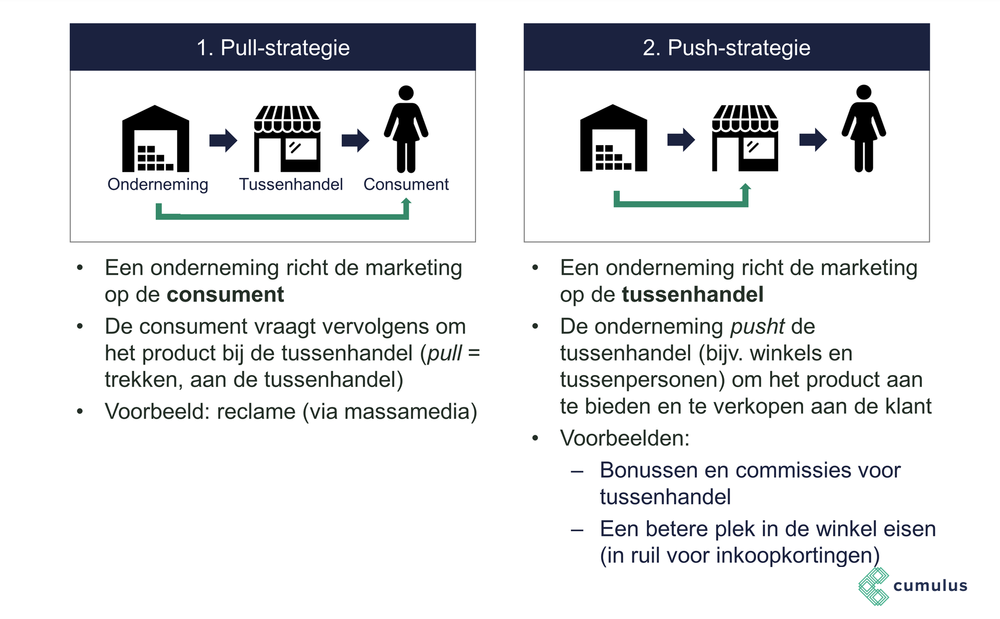 1. Pull-strategie
Onderneming
Tussenhandel
Consument
• Een onderneming richt de marketing
op de consument
• De consument vraagt vervolgens om
het product bij de tussenhandel (pull =
trekken, aan de tussenhandel)
• Voorbeeld: reclame (via massamedia)
2. Push-strategie
• Een onderneming richt de marketing
op de tussenhandel
• De onderneming pusht de
tussenhandel (bijv. winkels en
tussenpersonen) om het product aan
te bieden en te verkopen aan de klant
• Voorbeelden:
– Bonussen en commissies voor
tussenhandel
– Een betere plek in de winkel eisen
(in ruil voor inkoopkortingen)
cumulus